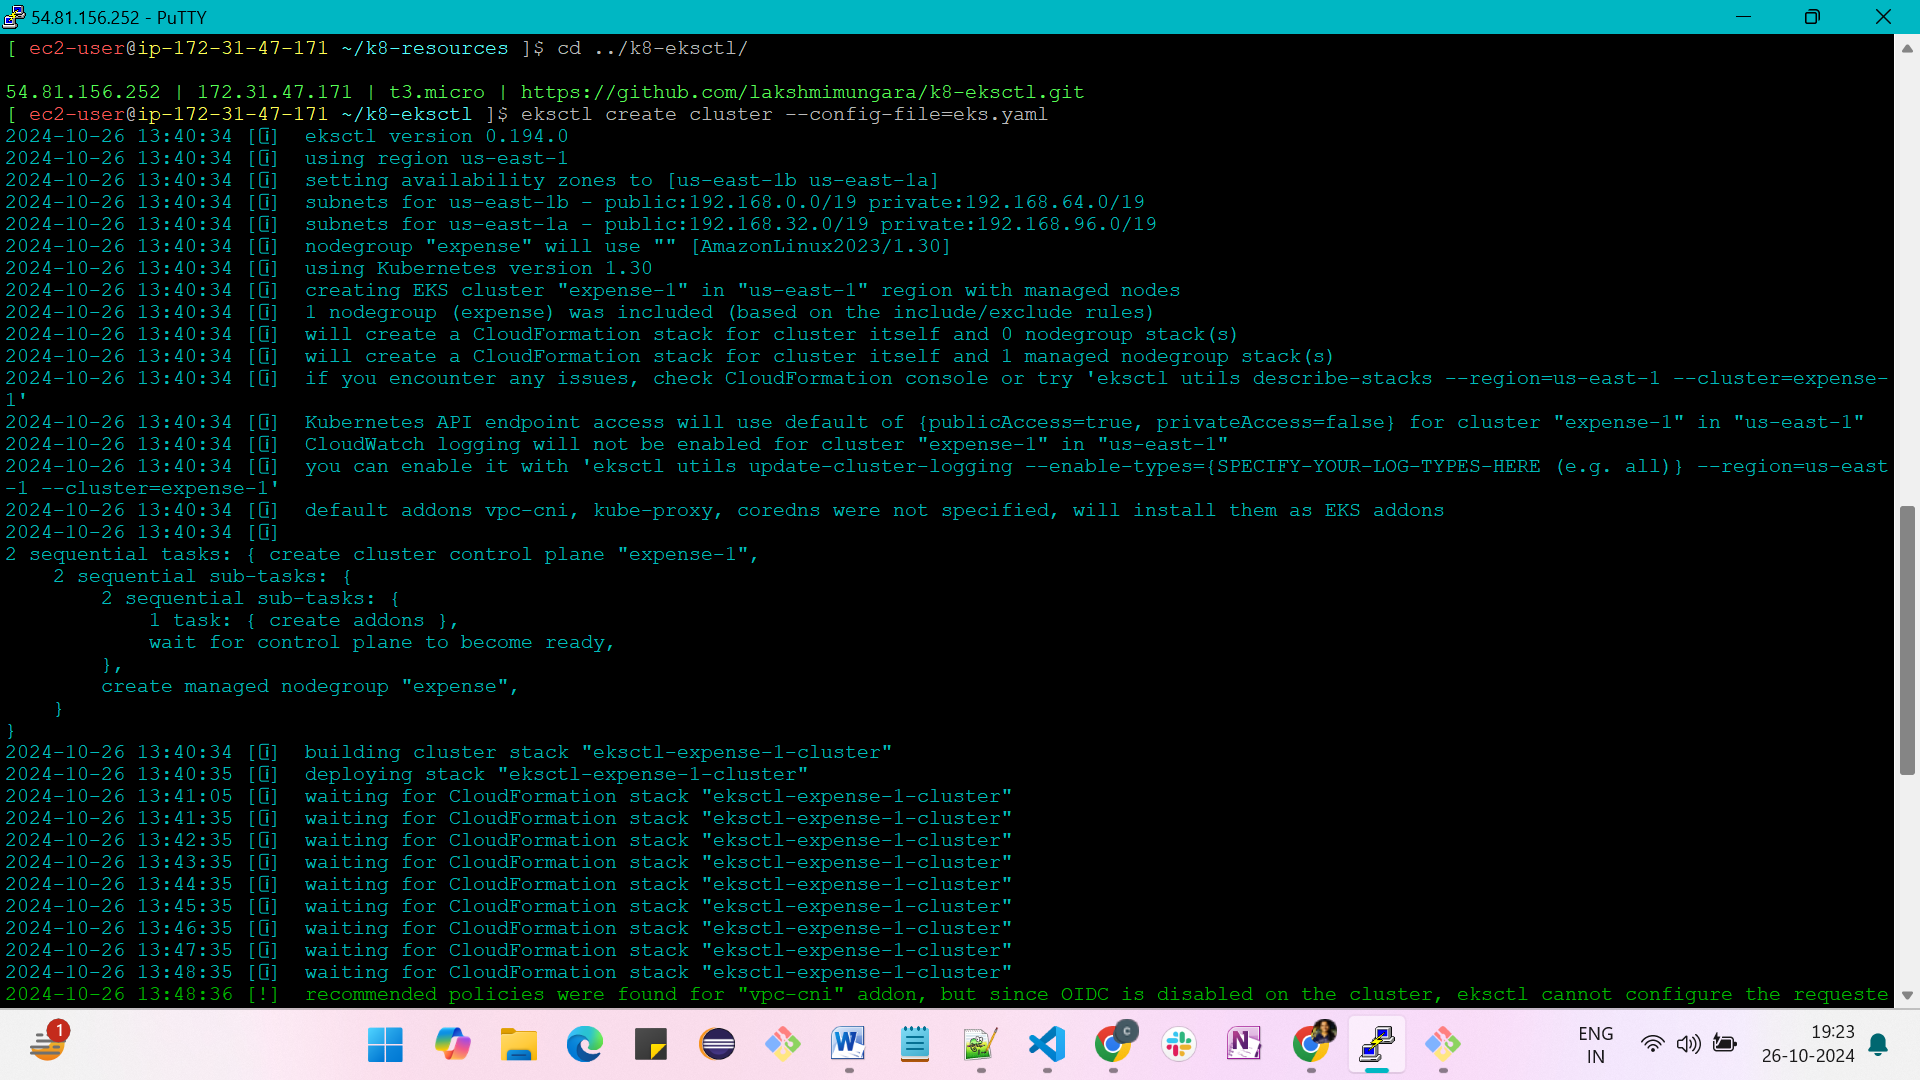 54.81.156.252 - PuTTY
[ ec2-user@ip-172-31-47-171 ~/k8-resources ]$ cd ../k8-eksctl/
54.81.156.252 | 172.31.47.171 | t3.micro | https://github.com/lakshmimungara/k8-eksctl.git
[ ec2-user@ip-172-31-47-171 ~/k8-eksctl ]$ eksctl create cluster --config-file=eks.yaml
2024-10-26 13:40:34 [ℹ]  eksctl version 0.194.0
2024-10-26 13:40:34 [ℹ]  using region us-east-1
2024-10-26 13:40:34 [ℹ]  setting availability zones to [us-east-1b us-east-1a]
2024-10-26 13:40:34 [ℹ]  subnets for us-east-1b - public:192.168.0.0/19 private:192.168.64.0/19
2024-10-26 13:40:34 [ℹ]  subnets for us-east-1a - public:192.168.32.0/19 private:192.168.96.0/19
2024-10-26 13:40:34 [ℹ]  nodegroup "expense" will use "" [AmazonLinux2023/1.30]
2024-10-26 13:40:34 [ℹ]  using Kubernetes version 1.30
2024-10-26 13:40:34 [ℹ]  creating EKS cluster "expense-1" in "us-east-1" region with managed nodes
2024-10-26 13:40:34 [ℹ]  1 nodegroup (expense) was included (based on the include/exclude rules)
2024-10-26 13:40:34 [ℹ]  will create a CloudFormation stack for cluster itself and 0 nodegroup stack(s)
2024-10-26 13:40:34 [ℹ]  will create a CloudFormation stack for cluster itself and 1 managed nodegroup stack(s)
2024-10-26 13:40:34 [ℹ]  if you encounter any issues, check CloudFormation console or try 'eksctl utils describe-stacks --region=us-east-1 --cluster=expense-
1'
2024-10-26 13:40:34 [ℹ]  Kubernetes API endpoint access will use default of {publicAccess=true, privateAccess=false} for cluster "expense-1" in "us-east-1"
2024-10-26 13:40:34 [ℹ]  CloudWatch logging will not be enabled for cluster "expense-1" in "us-east-1"
2024-10-26 13:40:34 [ℹ]  you can enable it with 'eksctl utils update-cluster-logging --enable-types={SPECIFY-YOUR-LOG-TYPES-HERE (e.g. all)} --region=us-east
-1 --cluster=expense-1'
2024-10-26 13:40:34 [ℹ]  default addons vpc-cni, kube-proxy, coredns were not specified, will install them as EKS addons
2024-10-26 13:40:34 [ℹ]
2 sequential tasks: { create cluster control plane "expense-1",
    2 sequential sub-tasks: {
        2 sequential sub-tasks: {
            1 task: { create addons },
            wait for control plane to become ready,
        },
        create managed nodegroup "expense",
    }
}
2024-10-26 13:40:34 [ℹ]  building cluster stack "eksctl-expense-1-cluster"
2024-10-26 13:40:35 [ℹ]  deploying stack "eksctl-expense-1-cluster"
2024-10-26 13:41:05 [ℹ]  waiting for CloudFormation stack "eksctl-expense-1-cluster"
2024-10-26 13:41:35 [ℹ]  waiting for CloudFormation stack "eksctl-expense-1-cluster"
2024-10-26 13:42:35 [ℹ]  waiting for CloudFormation stack "eksctl-expense-1-cluster"
2024-10-26 13:43:35 [ℹ]  waiting for CloudFormation stack "eksctl-expense-1-cluster"
2024-10-26 13:44:35 [ℹ]  waiting for CloudFormation stack "eksctl-expense-1-cluster"
2024-10-26 13:45:35 [ℹ]  waiting for CloudFormation stack "eksctl-expense-1-cluster"
2024-10-26 13:46:35 [ℹ]  waiting for CloudFormation stack "eksctl-expense-1-cluster"
2024-10-26 13:47:35 [ℹ]  waiting for CloudFormation stack "eksctl-expense-1-cluster"
2024-10-26 13:48:35 [ℹ]  waiting for CloudFormation stack "eksctl-expense-1-cluster"
2024-10-26 13:48:36 [!]  recommended policies were found for "vpc-cni" addon, but since OIDC is disabled on the cluster, eksctl cannot configure the requeste
1
W
N
C
ENG
IN
19:23
26-10-2024